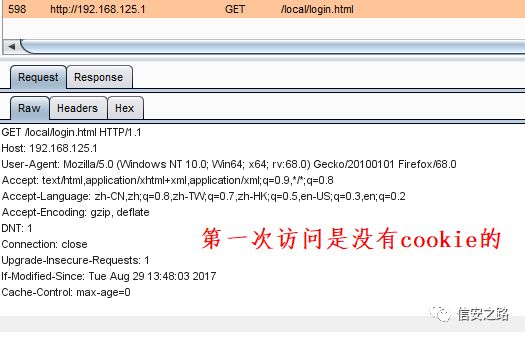 598 http://192.168.125.1 GET /local/login.html
Request Response
Raw Headers Hex
GET /local/login.html HTTP/1.1
Host: 192.168.125.1
User-Agent: Mozilla/5.0 (Windows NT 10.0; Win64; x64; rv:68.0) Gecko/20100101 Firefox/68.0
Accept: text/html,application/xhtml+xml,application/xml;q=0.9,*/*;q=0.8
Accept-Language: zh-CN,zh;q=0.8,zh-TW;q=0.7,zh-HK;q=0.5,en-US;q=0.3,en;q=0.2
Accept-Encoding: gzip, deflate
DNT: 1
Connection: close
Upgrade-Insecure-Requests: 1
If-Modified-Since: Tue Aug 29 13:48:03 2017
Cache-Control: max-age=0
第一次访问是没有cookie的
信安之路